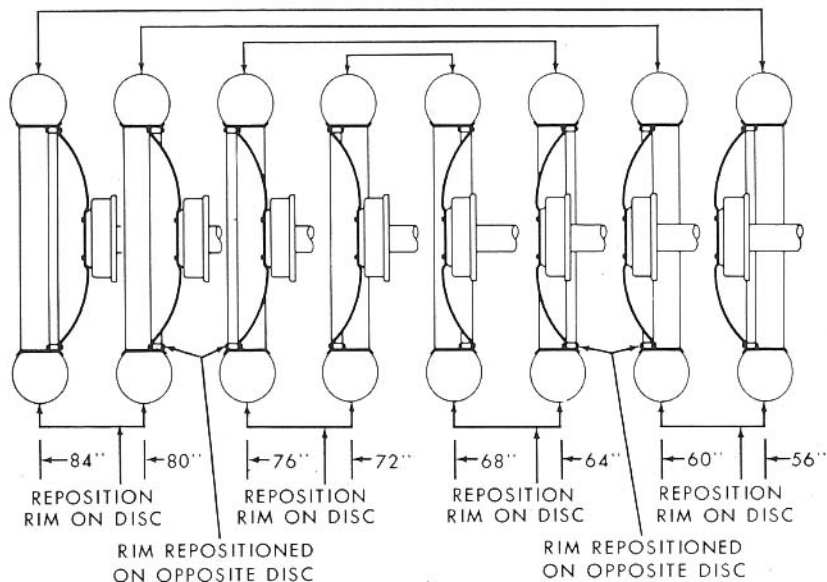 84'' 80'' 76'' 72'' 68'' 64'' 60'' 56''
REPOSITION
RIM ON DISC
REPOSITION
RIM ON DISC
REPOSITION
RIM ON DISC
REPOSITION
RIM ON DISC
RIM REPOSITIONED
ON OPPOSITE DISC
RIM REPOSITIONED
ON OPPOSITE DISC